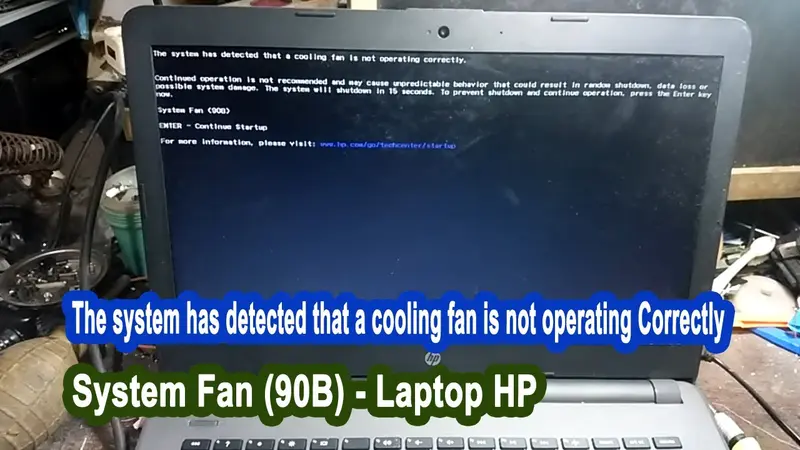 The system has detected that a cooling fan is not operating correctly.
Continued operation is not recommended and may cause unpredictable behavior that could result in random shutdown, data loss or
possible system damage. The system will shutdown in 15 seconds. To prevent shutdown and continue operation, press the Enter key
now.
System Fan (90B)
ENTER - Continue Startup
For more information, please visit: www.hp.com/go/techcenter/startup
The system has detected that a cooling fan is not operating Correctly
hp
System Fan (90B) - Laptop HP